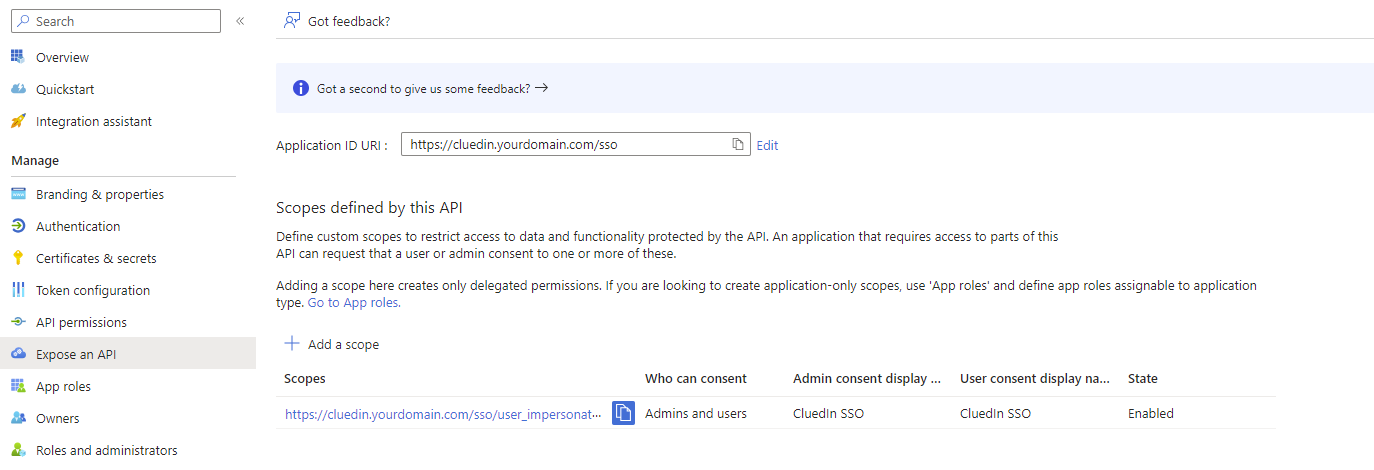 Search
«
Overview
Quickstart
Integration assistant
Manage
Branding & properties
Authentication
Certificates & secrets
Token configuration
API permissions
Expose an API
App roles
Owners
Roles and administrators
Got feedback?
Got a second to give us some feedback? →
Application ID URI : https://cluedin.yourdomain.com/sso Edit
Scopes defined by this API
Define custom scopes to restrict access to data and functionality protected by the API. An application that requires access to parts of this
API can request that a user or admin consent to one or more of these.
Adding a scope here creates only delegated permissions. If you are looking to create application-only scopes, use 'App roles' and define app roles assignable to application
type. Go to App roles.
Add a scope
Scopes Who can consent Admin consent display ... User consent display na... State
https://cluedin.yourdomain.com/sso/user_impersonat... Admins and users CluedIn SSO CluedIn SSO Enabled